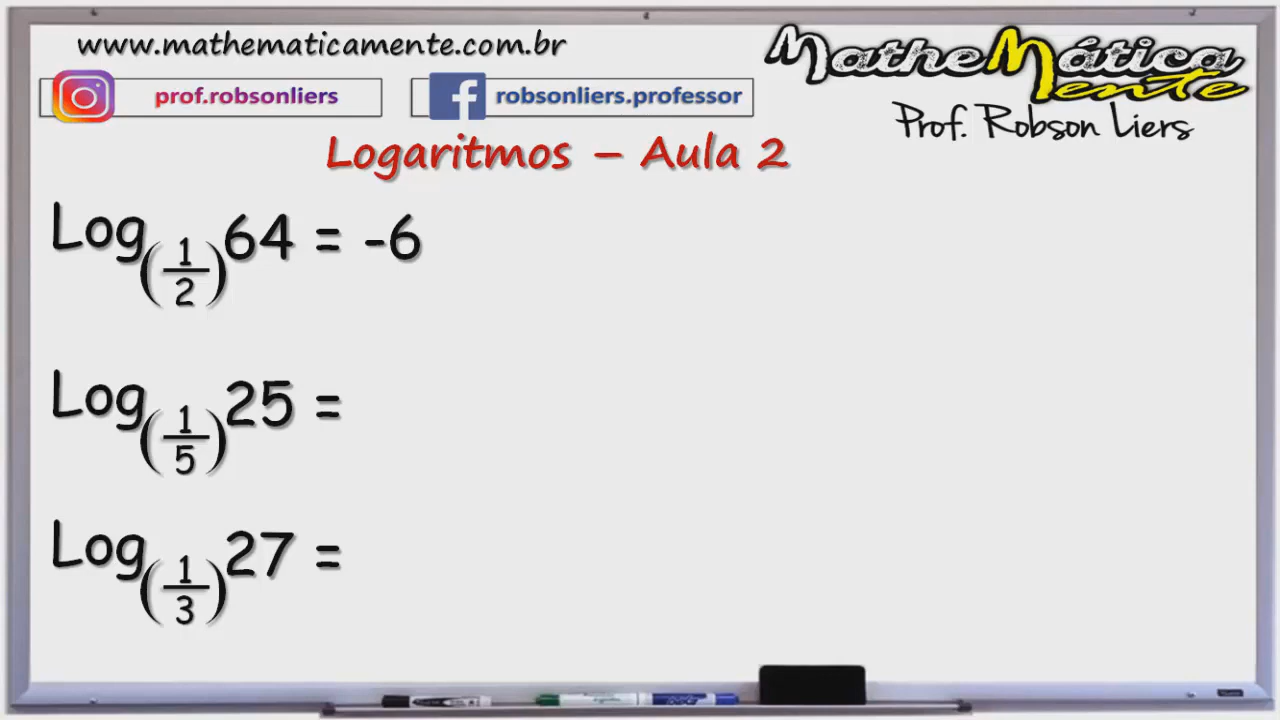 www.mathematicamente.com.br
MatheMática
mente
prof.robsonliers
robsonliers.professor
Prof. Robson Liers
Logaritmos – Aula 2
Log(1/2) 64 = -6
Log(1/5) 25 =
Log(1/3) 27 =